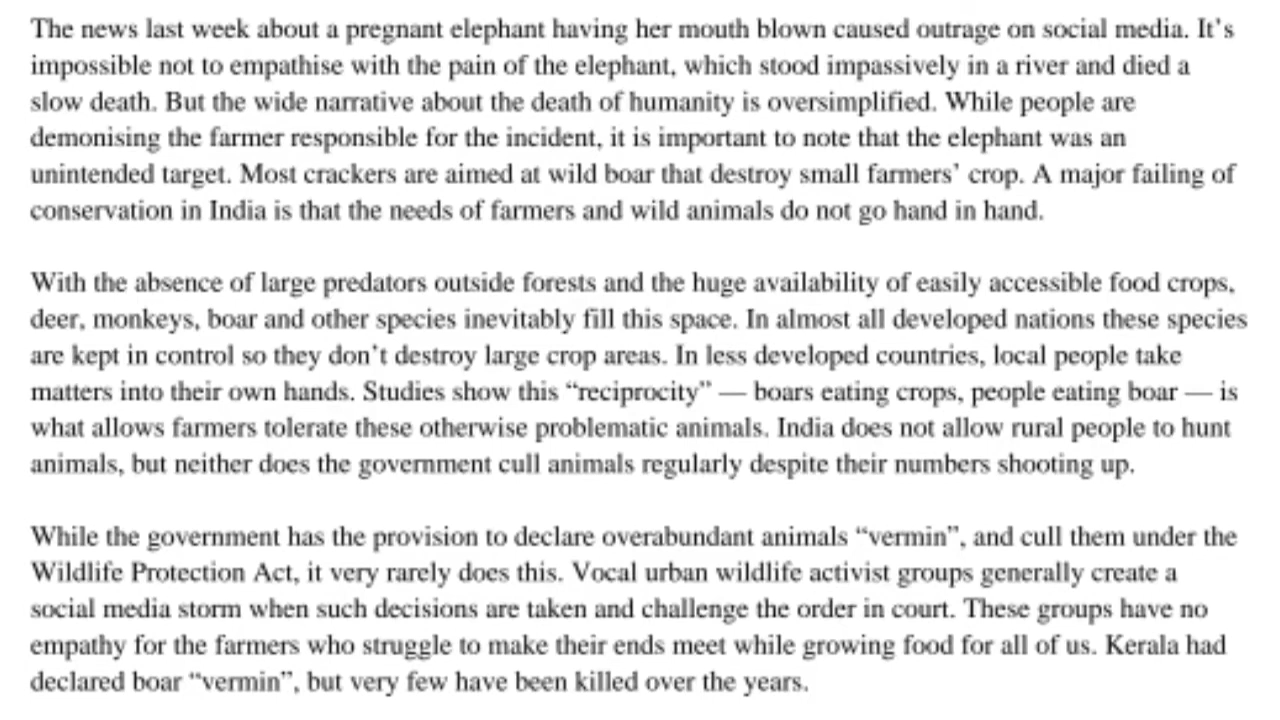 The news last week about a pregnant elephant having her mouth blown caused outrage on social media. It's
impossible not to empathise with the pain of the elephant, which stood impassively in a river and died a
slow death. But the wide narrative about the death of humanity is oversimplified. While people are
demonising the farmer responsible for the incident, it is important to note that the elephant was an
unintended target. Most crackers are aimed at wild boar that destroy small farmers' crop. A major failing of
conservation in India is that the needs of farmers and wild animals do not go hand in hand.
With the absence of large predators outside forests and the huge availability of easily accessible food crops,
deer, monkeys, boar and other species inevitably fill this space. In almost all developed nations these species
are kept in control so they don't destroy large crop areas. In less developed countries, local people take
matters into their own hands. Studies show this “reciprocity” — boars eating crops, people eating boar — is
what allows farmers tolerate these otherwise problematic animals. India does not allow rural people to hunt
animals, but neither does the government cull animals regularly despite their numbers shooting up.
While the government has the provision to declare overabundant animals “vermin”, and cull them under the
Wildlife Protection Act, it very rarely does this. Vocal urban wildlife activist groups generally create a
social media storm when such decisions are taken and challenge the order in court. These groups have no
empathy for the farmers who struggle to make their ends meet while growing food for all of us. Kerala had
declared boar “vermin”, but very few have been killed over the years.